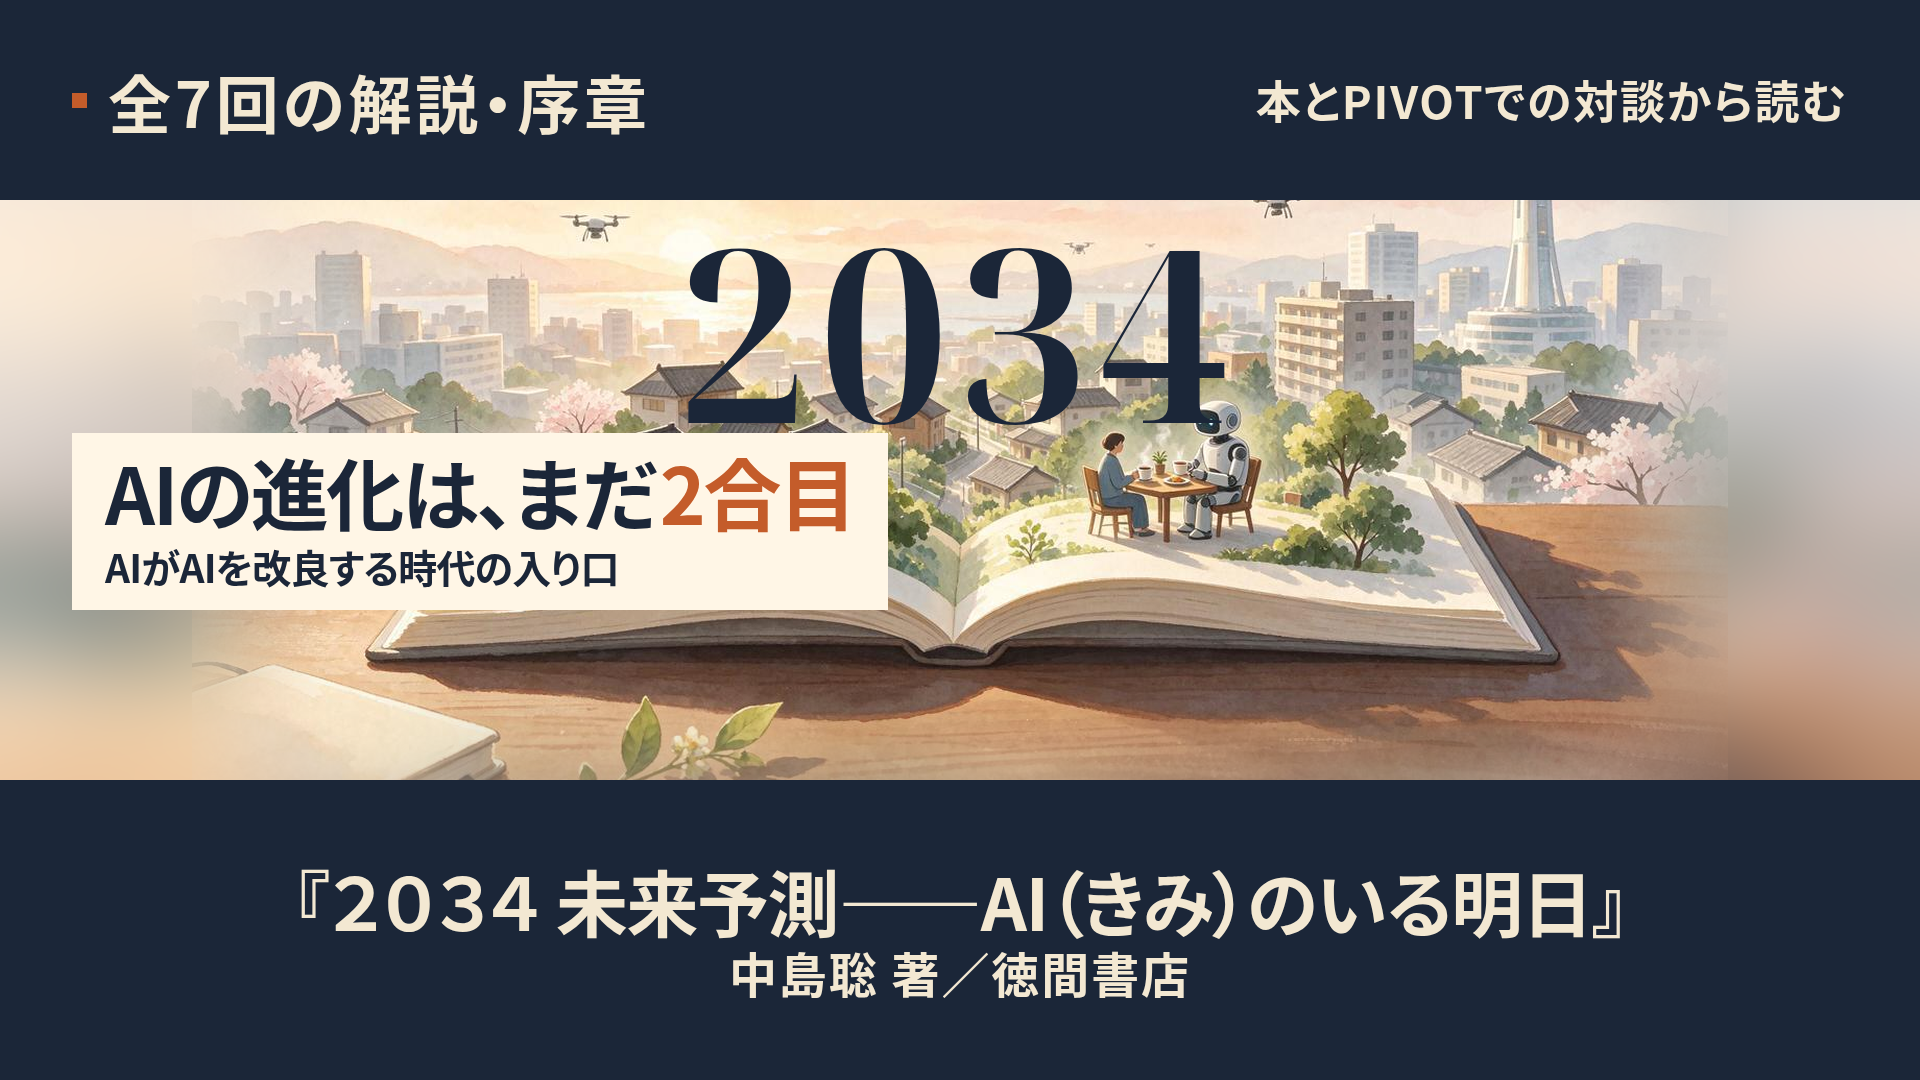 全7回の解説・序章
本とPIVOTでの対談から読む
2034
AIの進化は、まだ2合目
AIがAIを改良する時代の入り口
『２０３４ 未来予測――AI（きみ）のいる明日』
中島聡 著／徳間書店